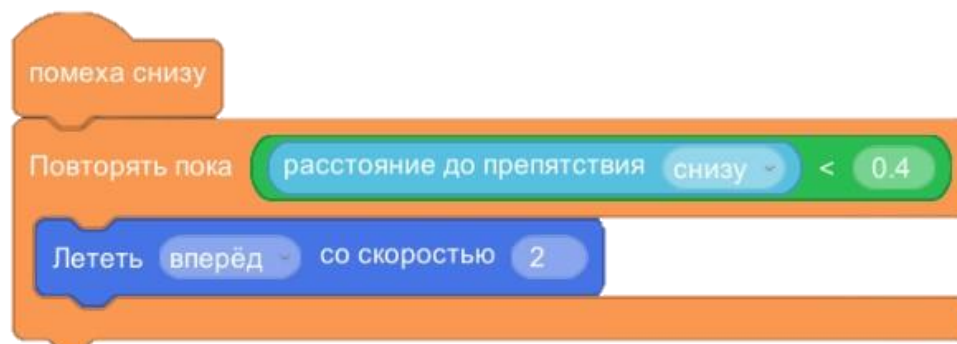 помеха снизу
Повторять пока расстояние до препятствия снизу < 0.4
Лететь вперёд со скоростью 2